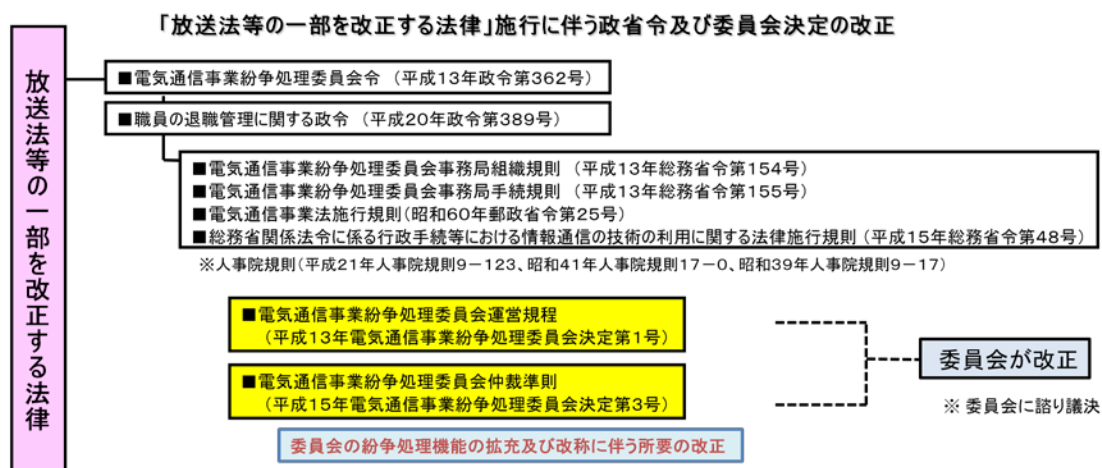 「放送法等の一部を改正する法律」施行に伴う政省令及び委員会決定の改正
放送法等の一部を改正する法律
■電気通信事業紛争処理委員会令 (平成13年政令第362号)
■職員の退職管理に関する政令 (平成20年政令第389号)
■電気通信事業紛争処理委員会事務局組織規則 (平成13年総務省令第154号)
■電気通信事業紛争処理委員会事務局手続規則 (平成13年総務省令第155号)
■電気通信事業法施行規則(昭和60年郵政省令第25号)
■総務省関係法令に係る行政手続等における情報通信の技術の利用に関する法律施行規則 (平成15年総務省令第48号)
※人事院規則(平成21年人事院規則9-123、昭和41年人事院規則17-0、昭和39年人事院規則9-17)
■電気通信事業紛争処理委員会運営規程
(平成13年電気通信事業紛争処理委員会決定第1号)
■電気通信事業紛争処理委員会仲裁準則
(平成15年電気通信事業紛争処理委員会決定第3号)
委員会が改正
※ 委員会に諮り議決
委員会の紛争処理機能の拡充及び改称に伴う所要の改正